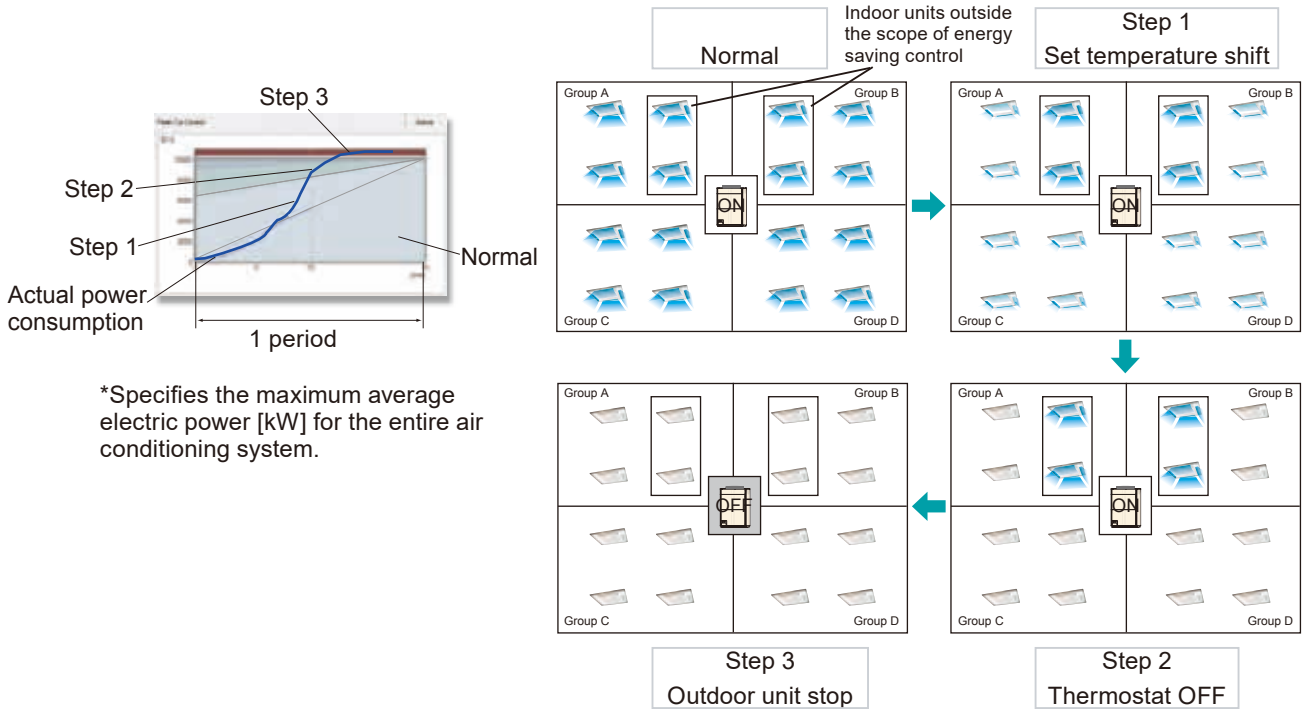 Step 3
Step 2
Step 1
Actual power
consumption
Normal
1 period
*Specifies the maximum average
electric power [kW] for the entire air
conditioning system.
Normal
Indoor units outside
the scope of energy
saving control
Group A
Group B
ON
Group C
Group D
Step 1
Set temperature shift
Group A
Group B
ON
Group C
Group D
Group A
Group B
OFF
Group C
Group D
Step 3
Outdoor unit stop
Group A
Group B
ON
Group C
Group D
Step 2
Thermostat OFF